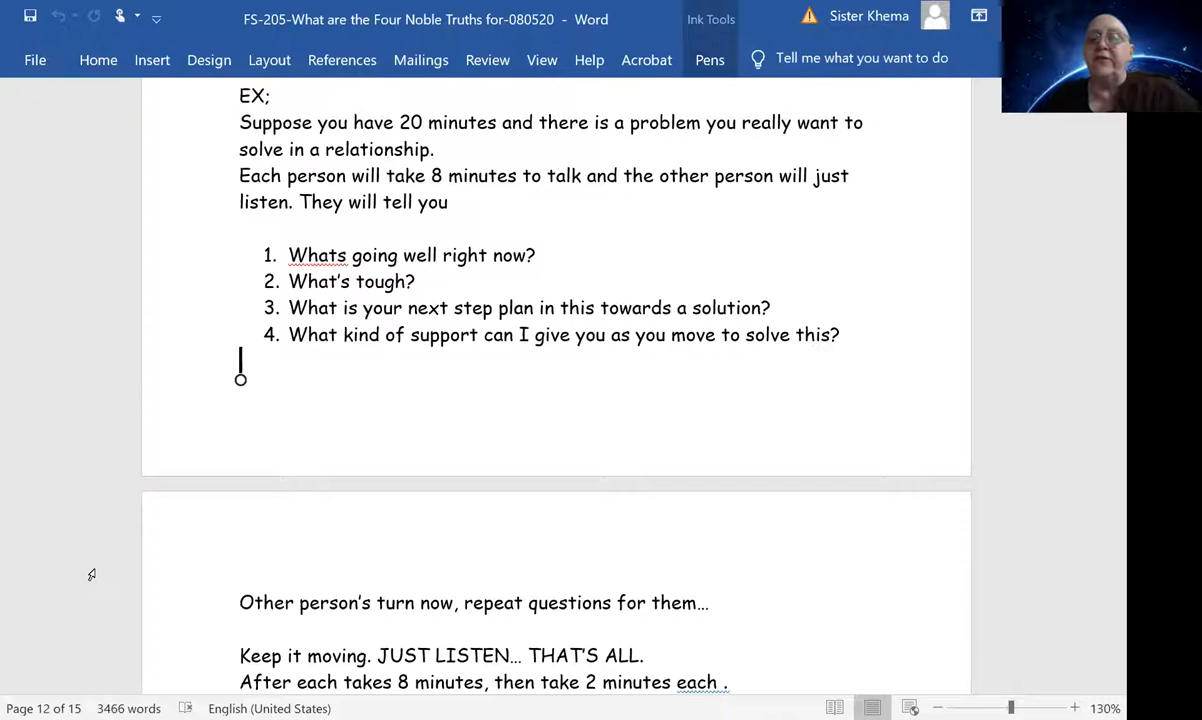 FS-205-What are the Four Noble Truths for-080520 - Word
Ink Tools
Sister Khema
File Home Insert Design Layout References Mailings Review View Help Acrobat Pens Tell me what you want to do
EX;
Suppose you have 20 minutes and there is a problem you really want to
solve in a relationship.
Each person will take 8 minutes to talk and the other person will just
listen. They will tell you
1. Whats going well right now?
2. What's tough?
3. What is your next step plan in this towards a solution?
4. What kind of support can I give you as you move to solve this?
Other person's turn now, repeat questions for them...
Keep it moving. JUST LISTEN... THAT'S ALL.
After each takes 8 minutes, then take 2 minutes each .
Page 12 of 15 3466 words English (United States) 130%